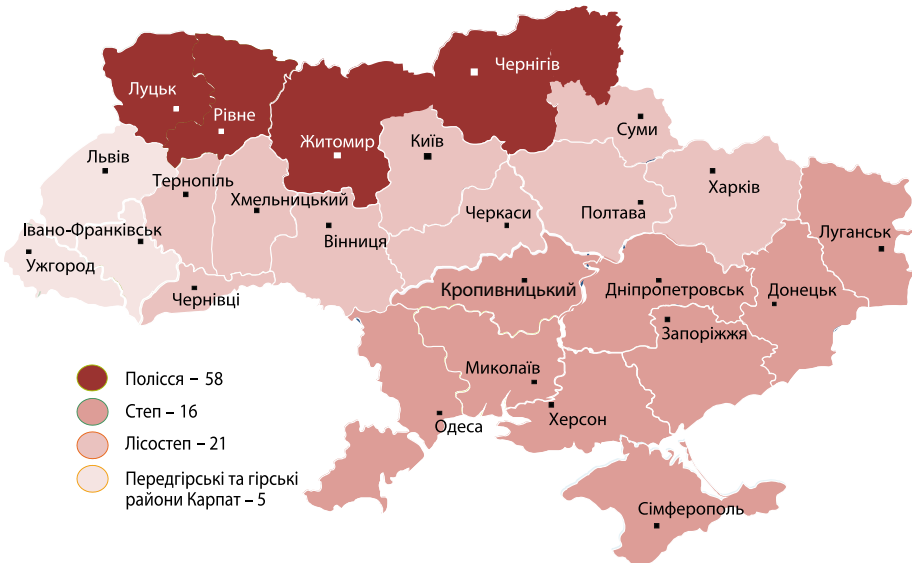 Чернігів
Луцьк
Рівне
Житомир
Київ
Суми
Львів
Тернопіль
Хмельницький
Харків
Черкаси
Полтава
Івано-Франківськ
Вінниця
Луганськ
Ужгород
Чернівці
Кропивницький
Дніпропетровськ
Донецьк
Запоріжжя
Миколаїв
Одеса
Херсон
Сімферополь
Полісся – 58
Степ – 16
Лісостеп – 21
Передгірські та гірські
райони Карпат – 5